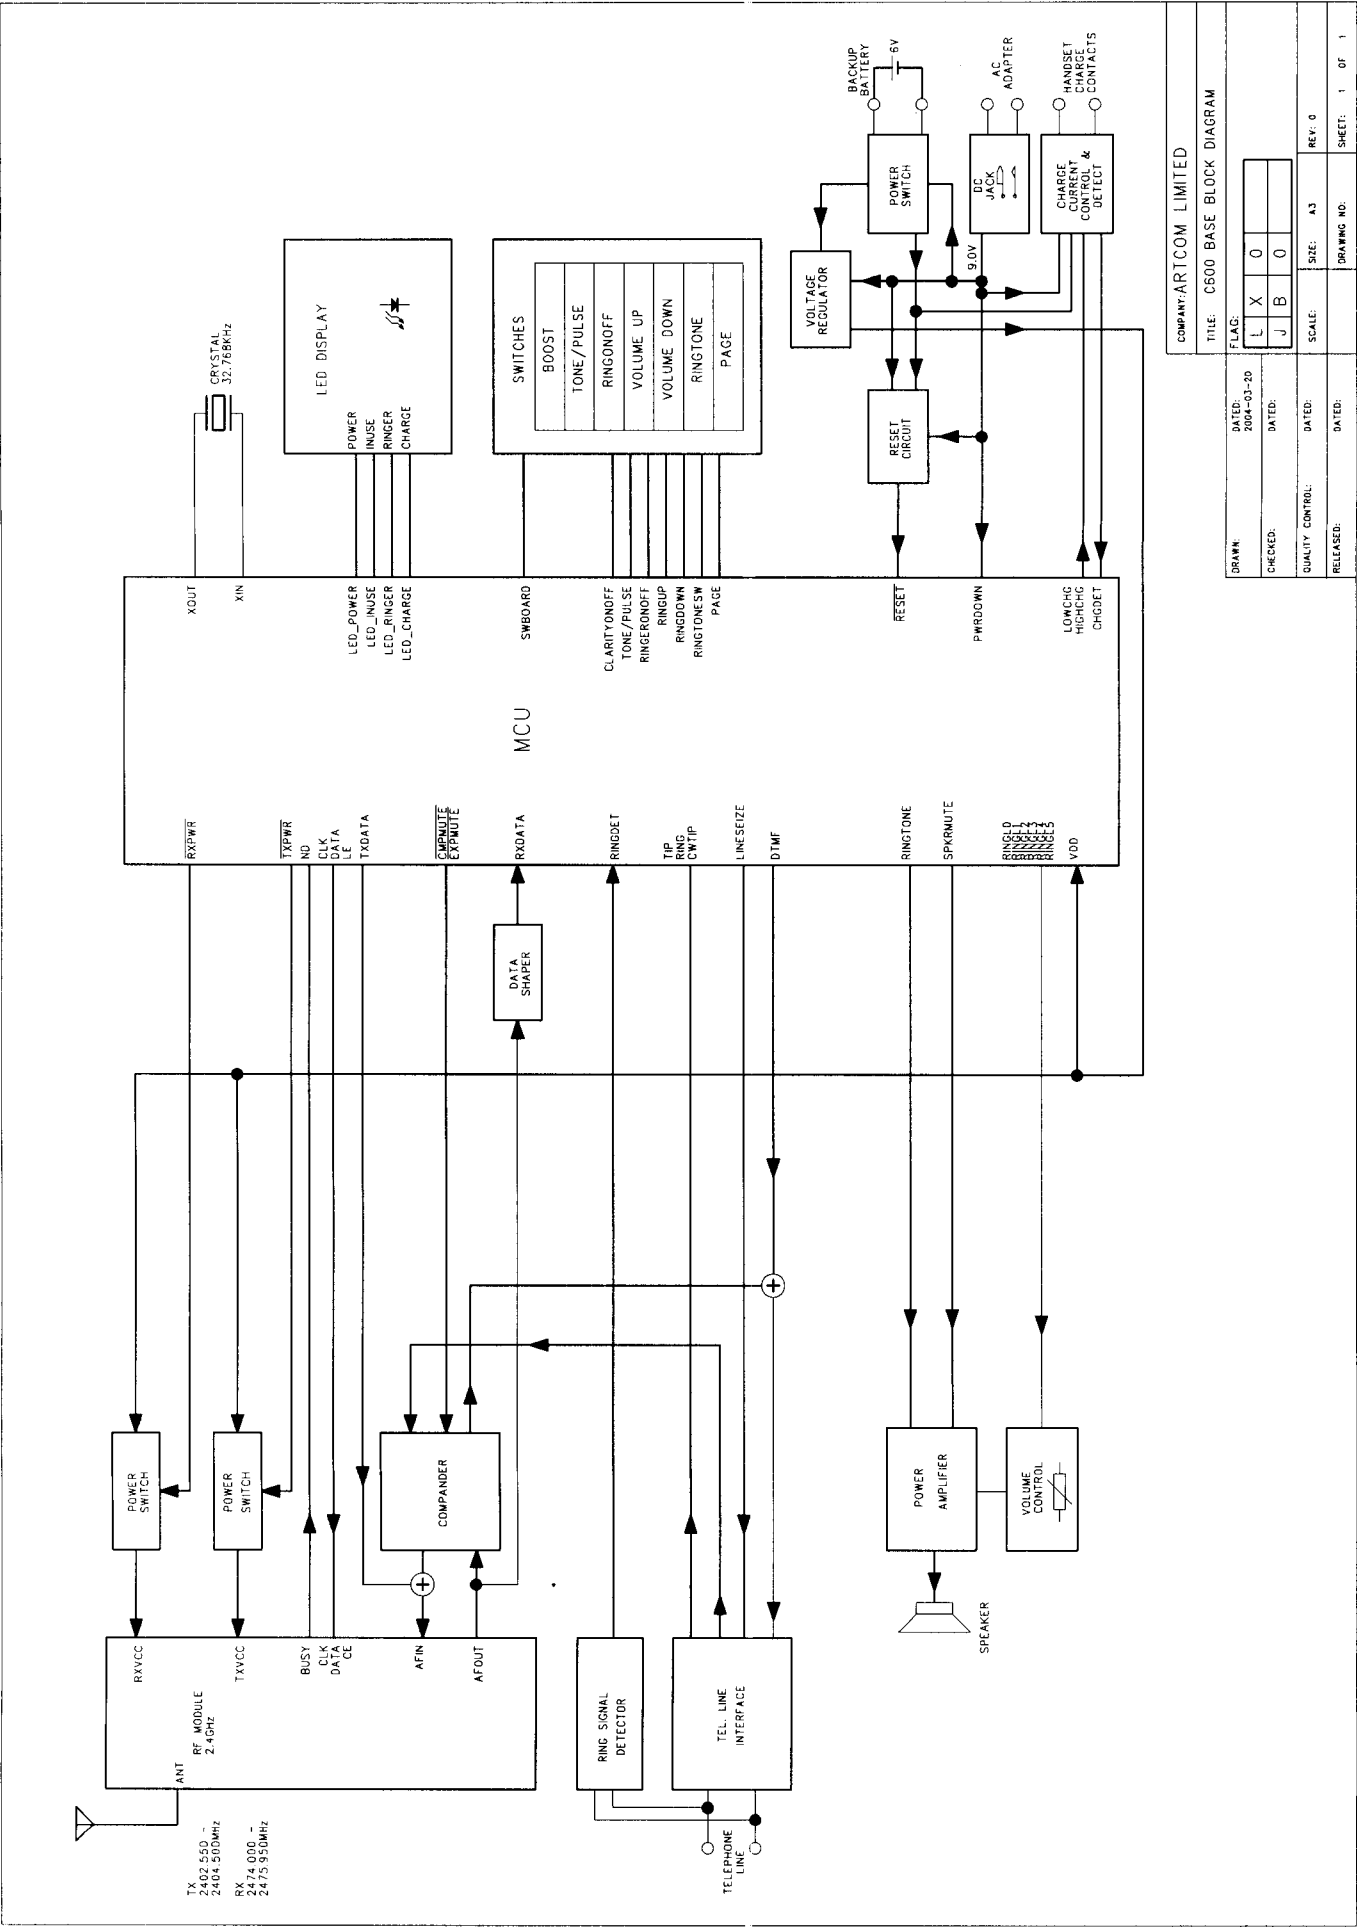 TX
2402.550 -
2404.500MHz
RX
2474.000 -
2475.950MHz
ANT
RF MODULE
2.4GHz
RXVCC
TXVCC
BUSY
CLK
DATA
CE
AFIN
AFOUT
POWER
SWITCH
POWER
SWITCH
COMPANDER
+
DATA
SHAPER
+
TELEPHONE
LINE
RING SIGNAL
DETECTOR
TEL. LINE
INTERFACE
SPEAKER
POWER
AMPLIFIER
VOLUME
CONTROL
MCU
RXPWR
TXPWR
ND
CLK
DATA
LE
TXDATA
CMPMUTE
EXPMUTE
RXDATA
RINGDET
TIP
RING
CWTIP
LINESEIZE
DTMF
RINGTONE
SPKRMUTE
RINGLD
RINGL1
RINGL2
RINGL3
RINGL4
RINGL5
VDD
XOUT
XIN
LED_POWER
LED_INUSE
LED_RINGER
LED_CHARGE
SWBOARD
CLARITYONOFF
TONE/PULSE
RINGERONOFF
RINGUP
RINGDOWN
RINGTONESW
PAGE
RESET
PWRDOWN
LOWCHG
HIGHCHG
CHGDET
CRYSTAL
32.768KHz
LED DISPLAY
POWER
INUSE
RINGER
CHARGE
SWITCHES
BOOST
TONE/PULSE
RINGONOFF
VOLUME UP
VOLUME DOWN
RINGTONE
PAGE
RESET
CIRCUIT
VOLTAGE
REGULATOR
POWER
SWITCH
BACKUP
BATTERY
6V
9.0V
DC
JACK
AC
ADAPTER
CHARGE
CURRENT
CONTROL &
DETECT
HANDSET
CHARGE
CONTACTS
COMPANY: ARTCOM LIMITED
TITLE: C600 BASE BLOCK DIAGRAM
DRAWN:
DATED:
2004-03-20
FLAG:
L X 0
J B 0
CHECKED:
DATED:
QUALITY CONTROL:
DATED:
SCALE:
SIZE: A3
REV: 0
RELEASED:
DATED:
DRAWING NO:
SHEET: 1 OF 1